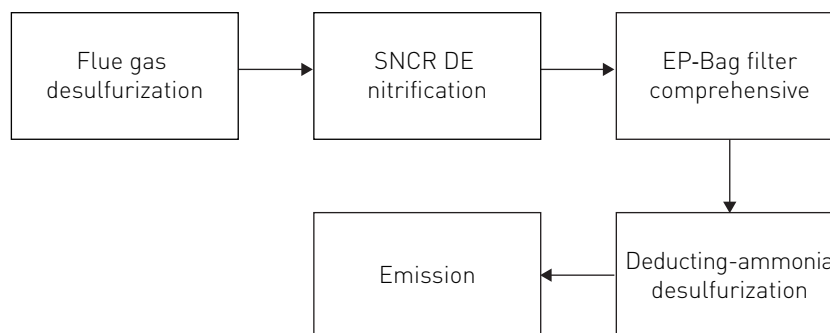 Flue gas
desulfurization
SNCR DE
nitrification
EP-Bag filter
comprehensive
Deducting-ammonia
desulfurization
Emission